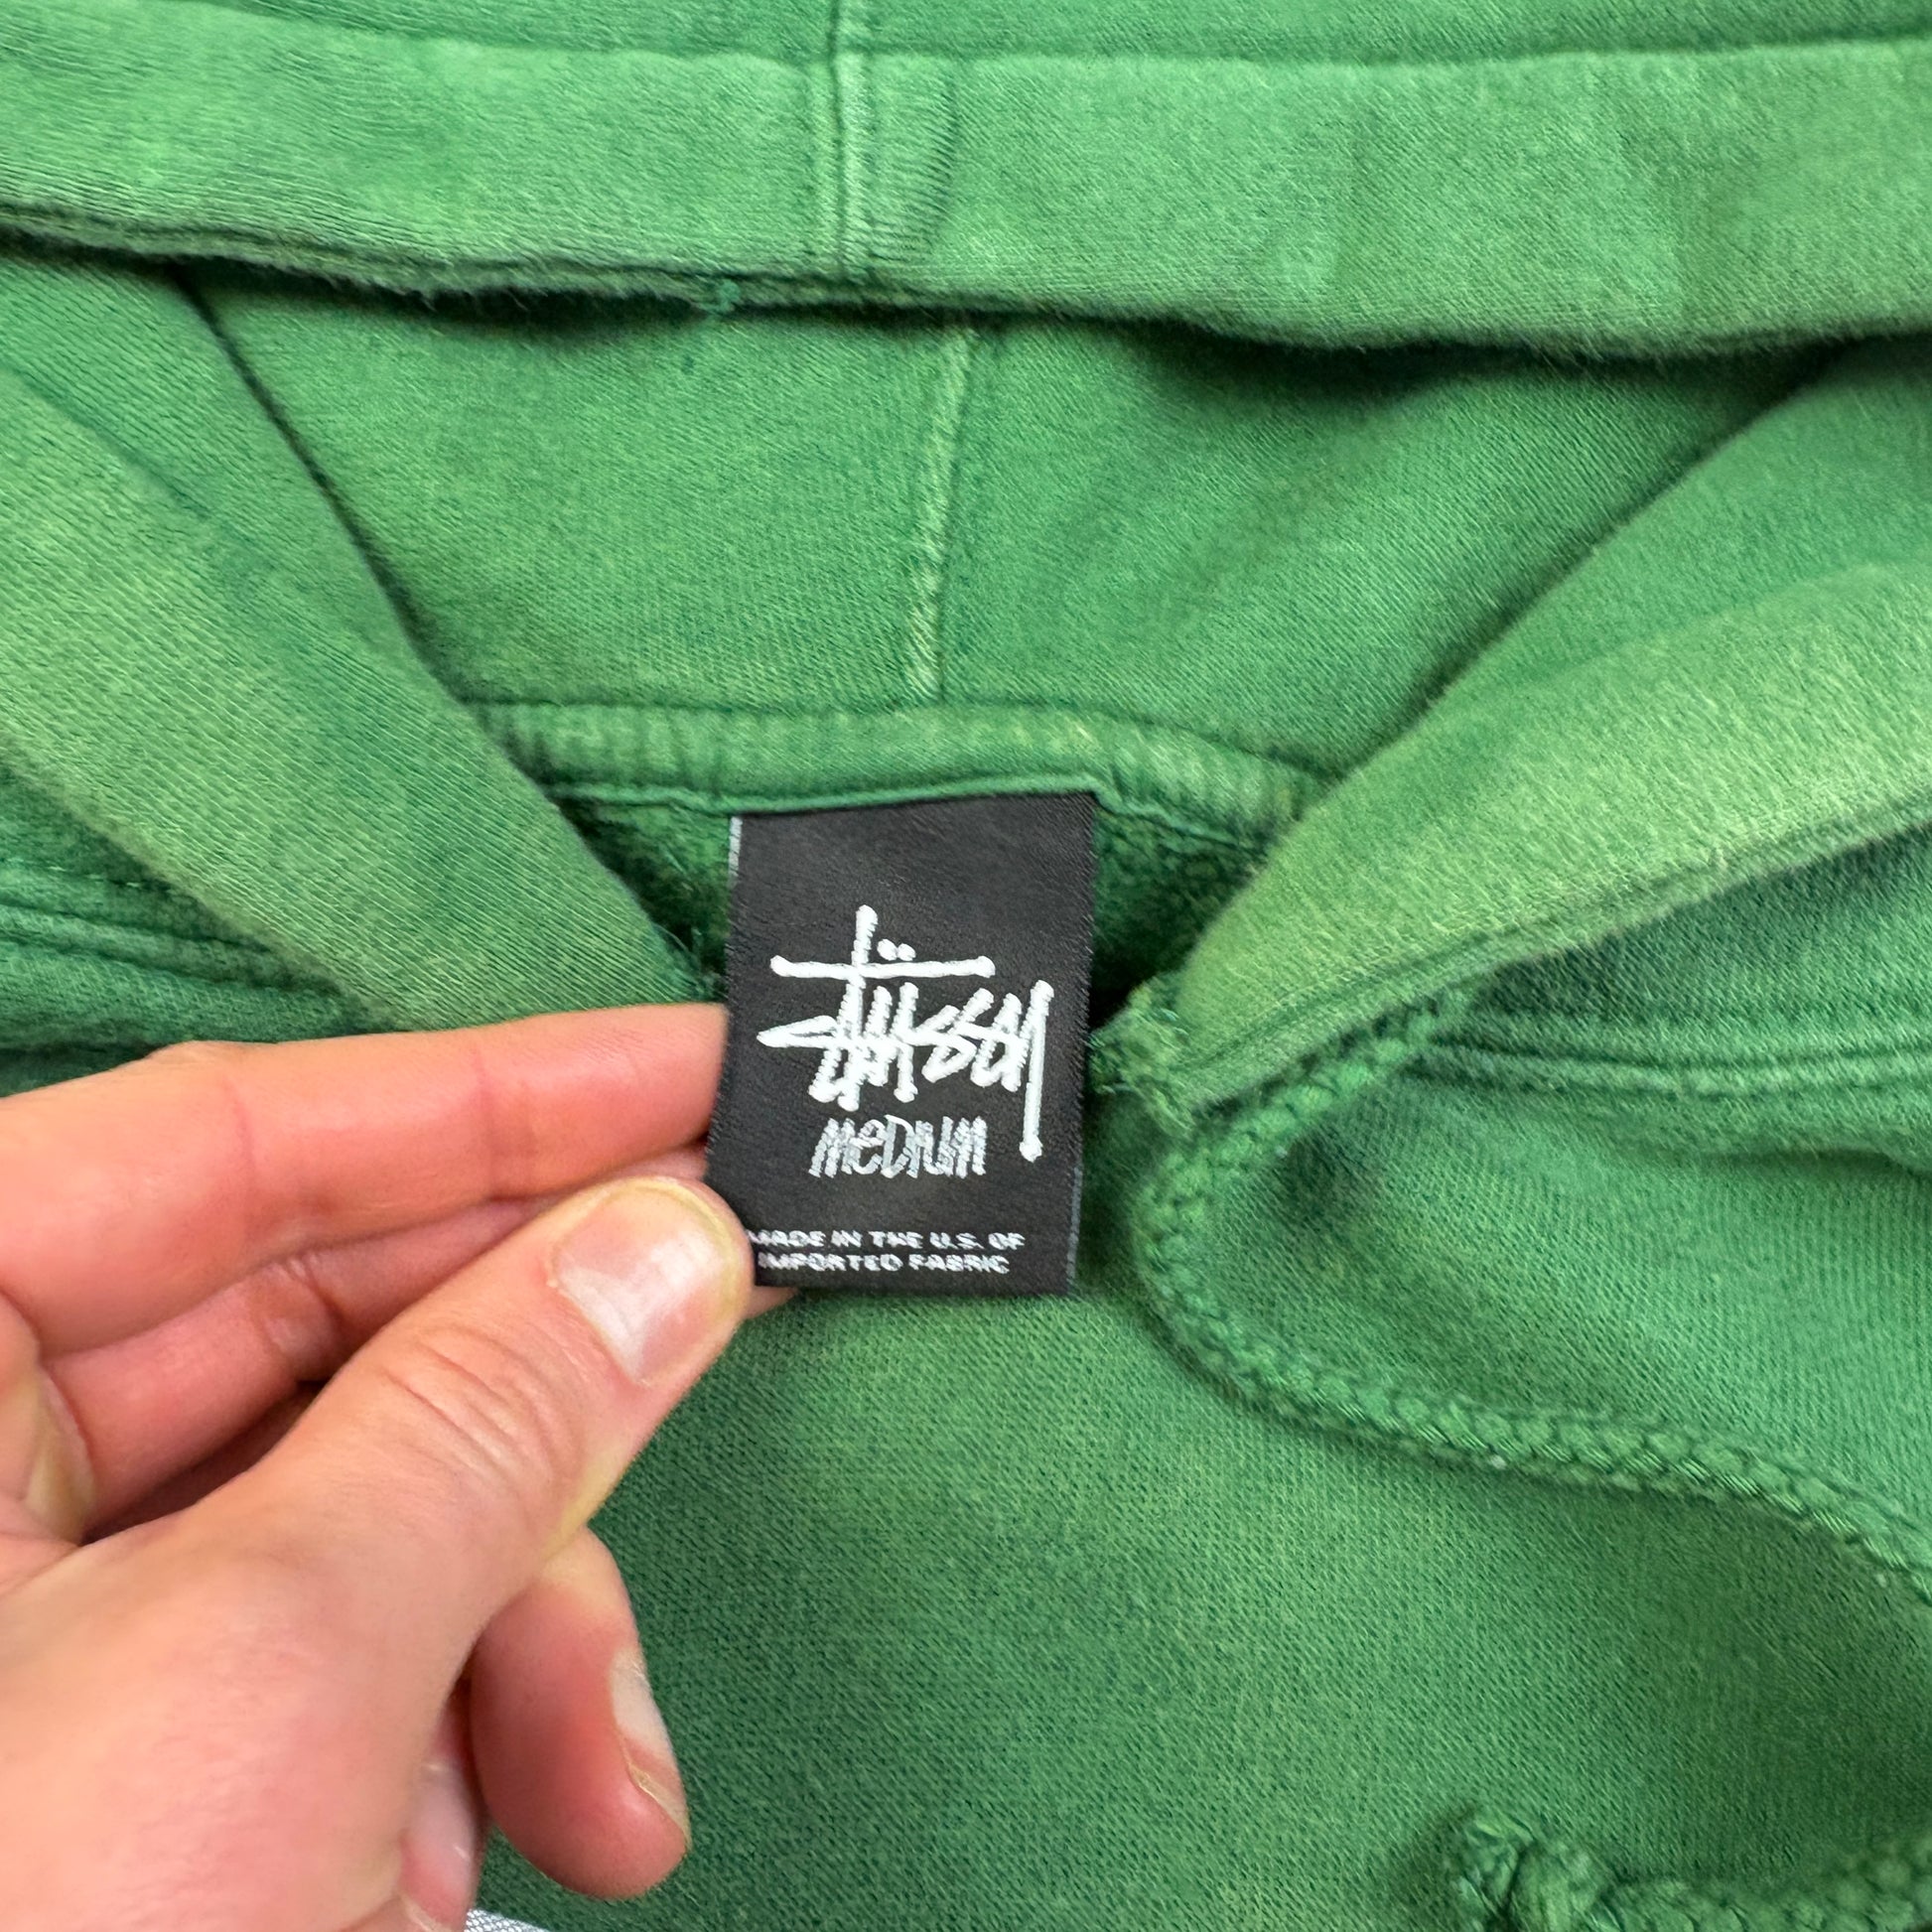 Stüssy
MEDIUM
MADE IN THE U.S. OF
IMPORTED FABRIC